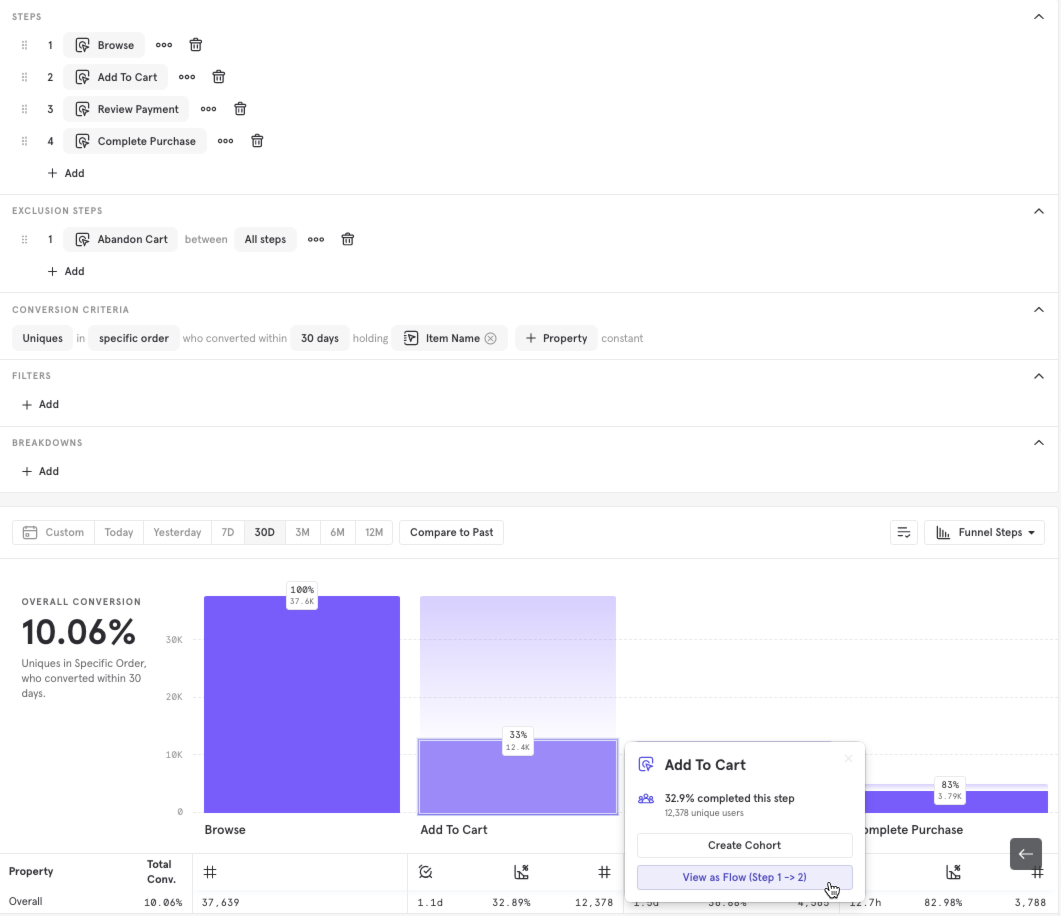 STEPS
1 Browse
2 Add To Cart
3 Review Payment
4 Complete Purchase
+ Add
EXCLUSION STEPS
1 Abandon Cart between All steps
+ Add
CONVERSION CRITERIA
Uniques in specific order who converted within 30 days holding Item Name + Property constant
FILTERS
+ Add
BREAKDOWNS
+ Add
Custom Today Yesterday 7D 30D 3M 6M 12M Compare to Past Funnel Steps
OVERALL CONVERSION
10.06%
Uniques in Specific Order,
who converted within 30
days.
30K
20K
10K
0
100%
37.6K
33%
12.4K
83%
3.79K
Browse
Add To Cart
omplete Purchase
Add To Cart
32.9% completed this step
12,378 unique users
Create Cohort
View as Flow (Step 1 -> 2)
Property Total Conv.
Overall 10.06% 37,639 1.1d 32.89% 12,378 82.98% 3,788